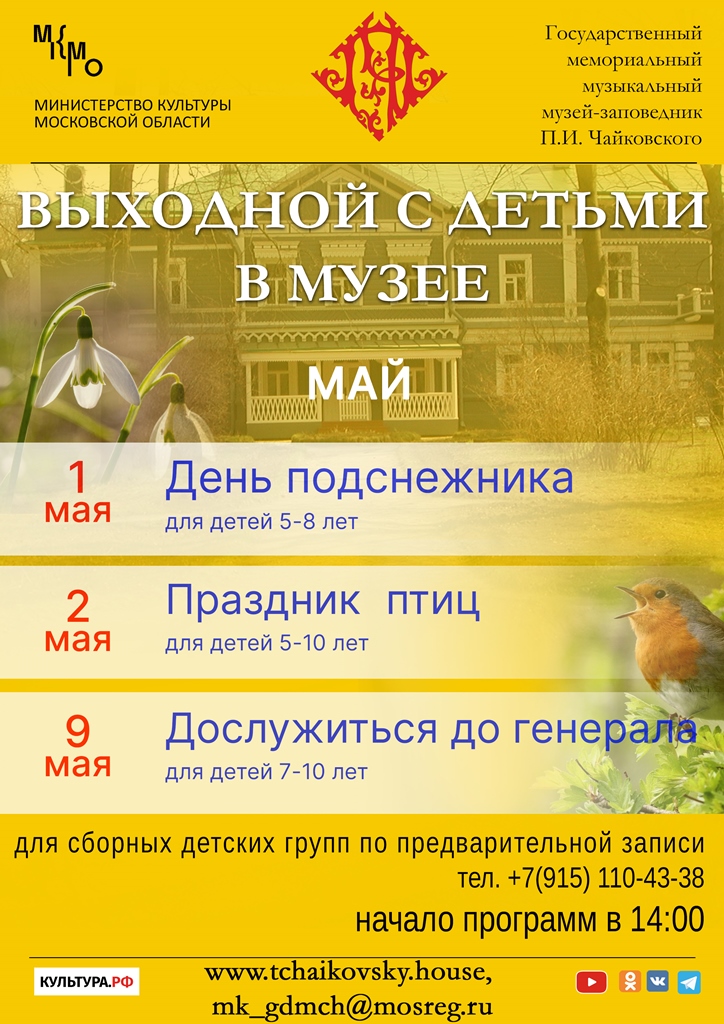 МКМО
МИНИСТЕРСТВО КУЛЬТУРЫ
МОСКОВСКОЙ ОБЛАСТИ
Государственный
мемориальный
музыкальный
музей-заповедник
П.И. Чайковского
ВЫХОДНОЙ С ДЕТЬМИ
В МУЗЕЕ
МАЙ
1
мая
День подснежника
для детей 5-8 лет
2
мая
Праздник птиц
для детей 5-10 лет
9
мая
Дослужиться до генерала
для детей 7-10 лет
для сборных детских групп по предварительной записи
тел. +7(915) 110-43-38
начало программ в 14:00
КУЛЬТУРА.РФ
www.tchaikovsky.house,
mk_gdmch@mosreg.ru